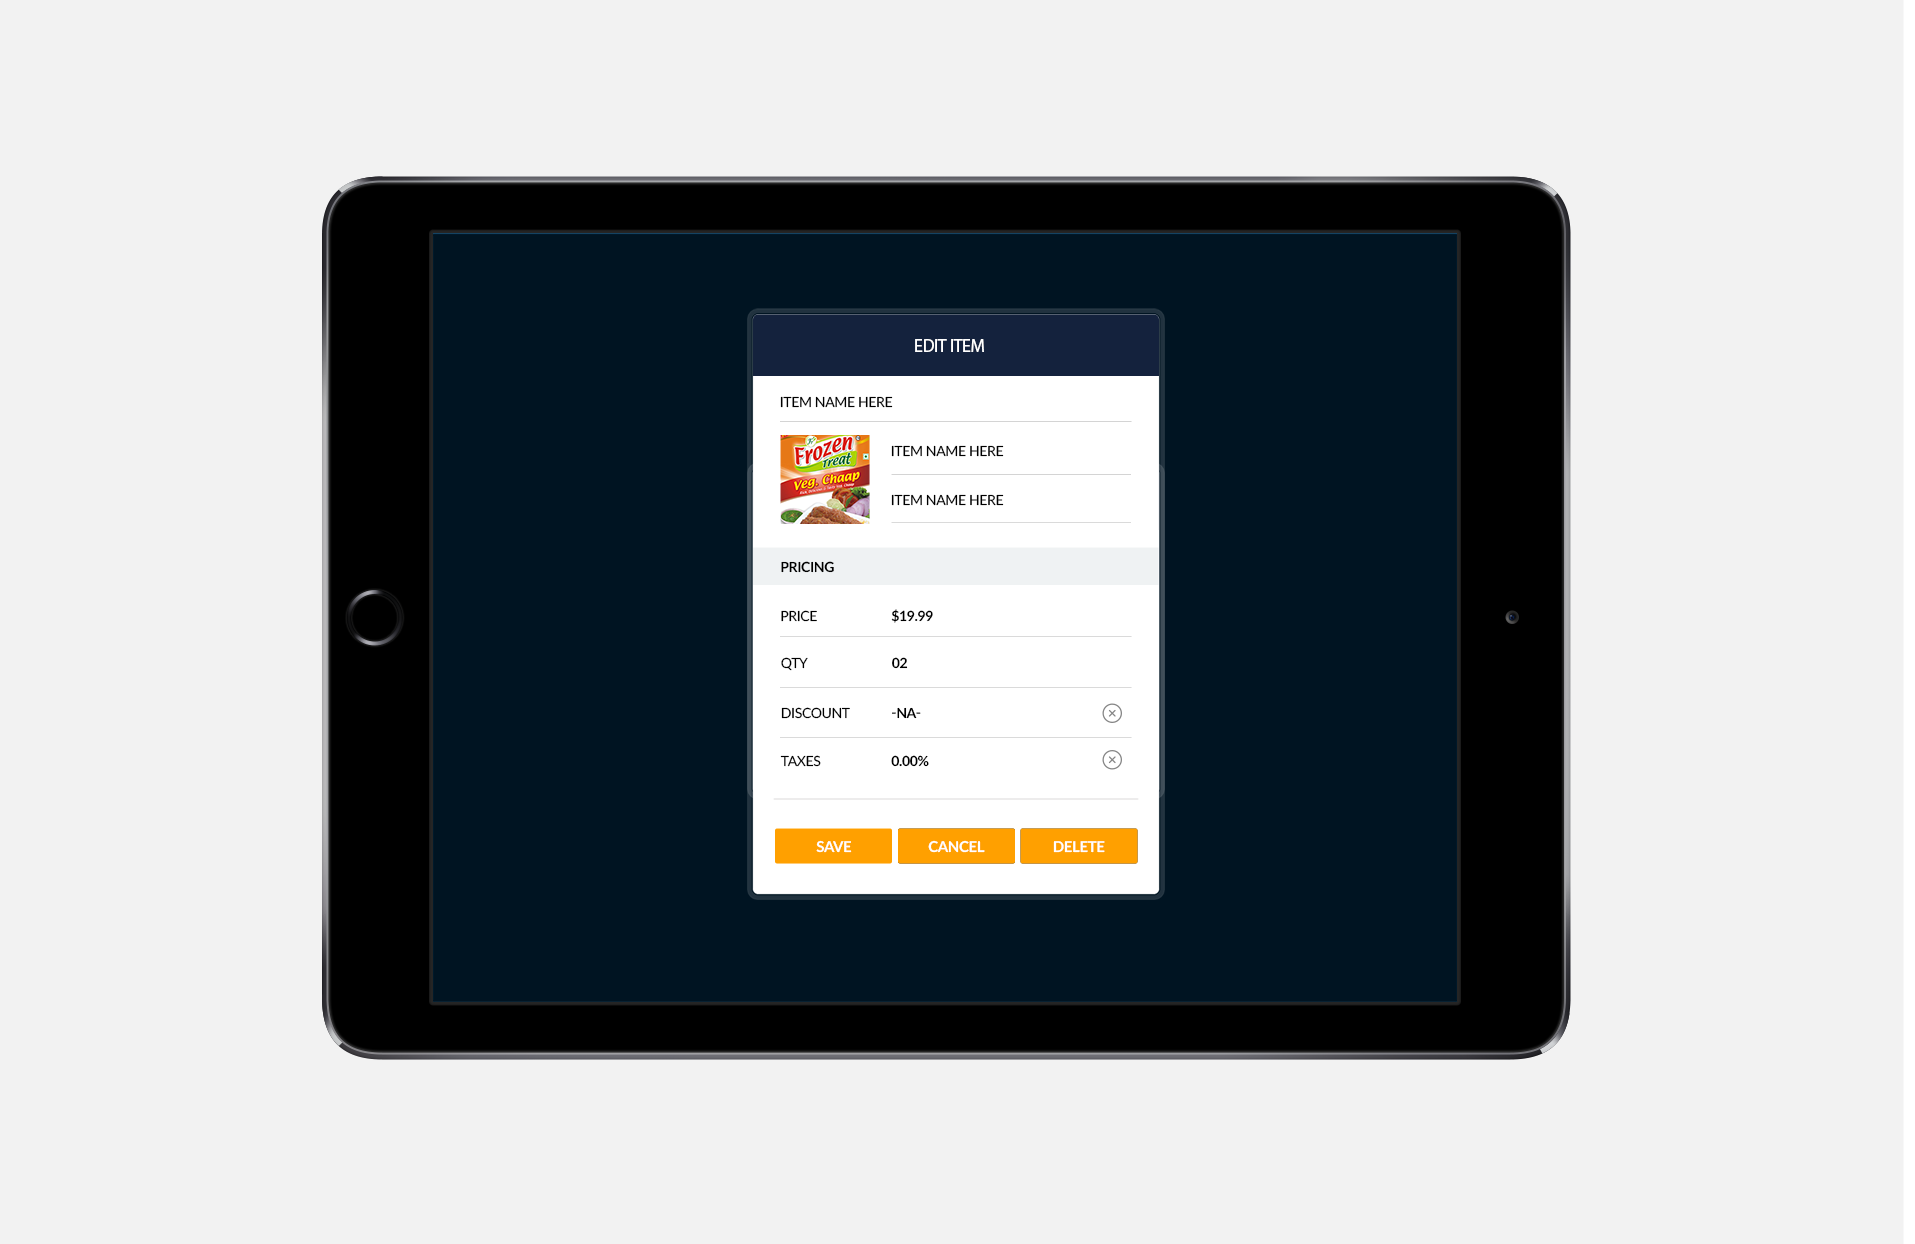 EDIT ITEM
ITEM NAME HERE
Frozen
Treat
Veg. Chaap
ITEM NAME HERE
ITEM NAME HERE
PRICING
PRICE $19.99
QTY 02
DISCOUNT -NA-
TAXES 0.00%
SAVE CANCEL DELETE